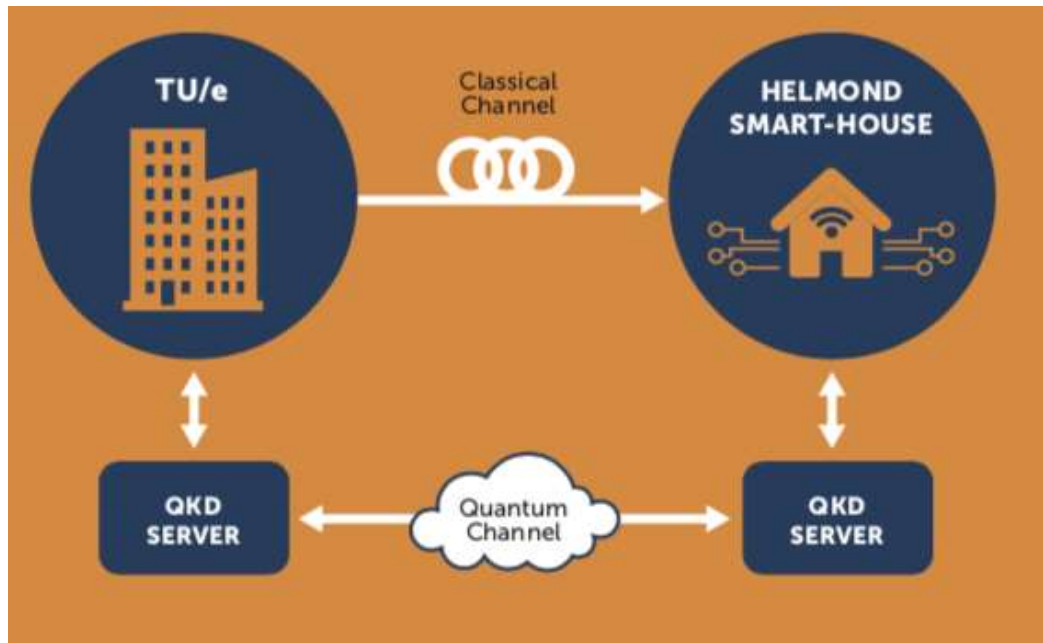 TU/e
Classical
Channel
HELMOND
SMART-HOUSE
QKD
SERVER
Quantum
Channel
QKD
SERVER